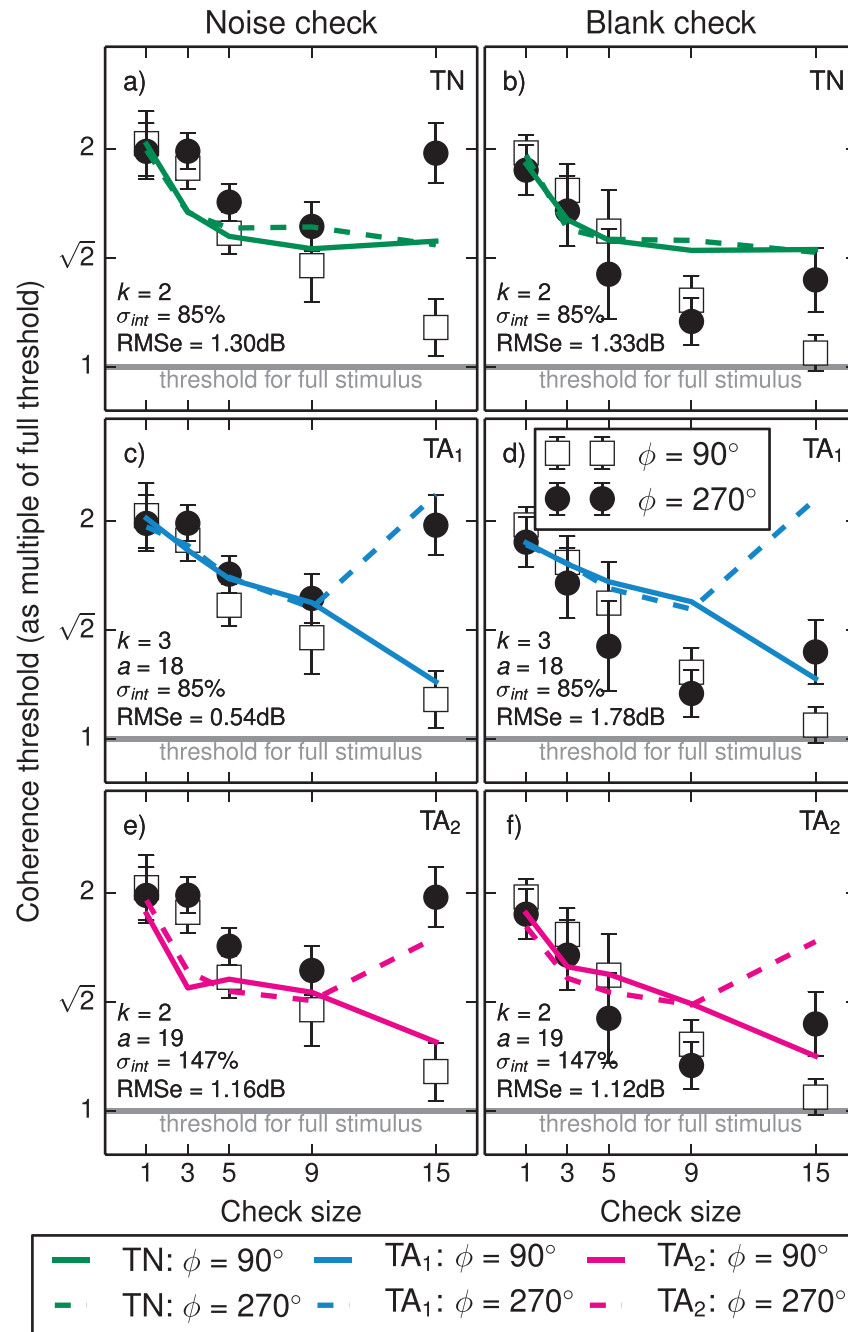 Noise check
Blank check
Coherence threshold (as multiple of full threshold)
a)
TN
2
√2
1
k = 2
σint = 85%
RMSe = 1.30dB
threshold for full stimulus
b)
TN
k = 2
σint = 85%
RMSe = 1.33dB
threshold for full stimulus
c)
TA₁
2
√2
1
k = 3
a = 18
σint = 85%
RMSe = 0.54dB
threshold for full stimulus
d)
TA₁
ϕ = 90°
ϕ = 270°
k = 3
a = 18
σint = 85%
RMSe = 1.78dB
threshold for full stimulus
e)
TA₂
2
√2
1
k = 2
a = 19
σint = 147%
RMSe = 1.16dB
threshold for full stimulus
f)
TA₂
k = 2
a = 19
σint = 147%
RMSe = 1.12dB
threshold for full stimulus
1 3 5 9 15
1 3 5 9 15
Check size
Check size
TN: ϕ = 90° TA₁: ϕ = 90° TA₂: ϕ = 90°
TN: ϕ = 270° TA₁: ϕ = 270° TA₂: ϕ = 270°